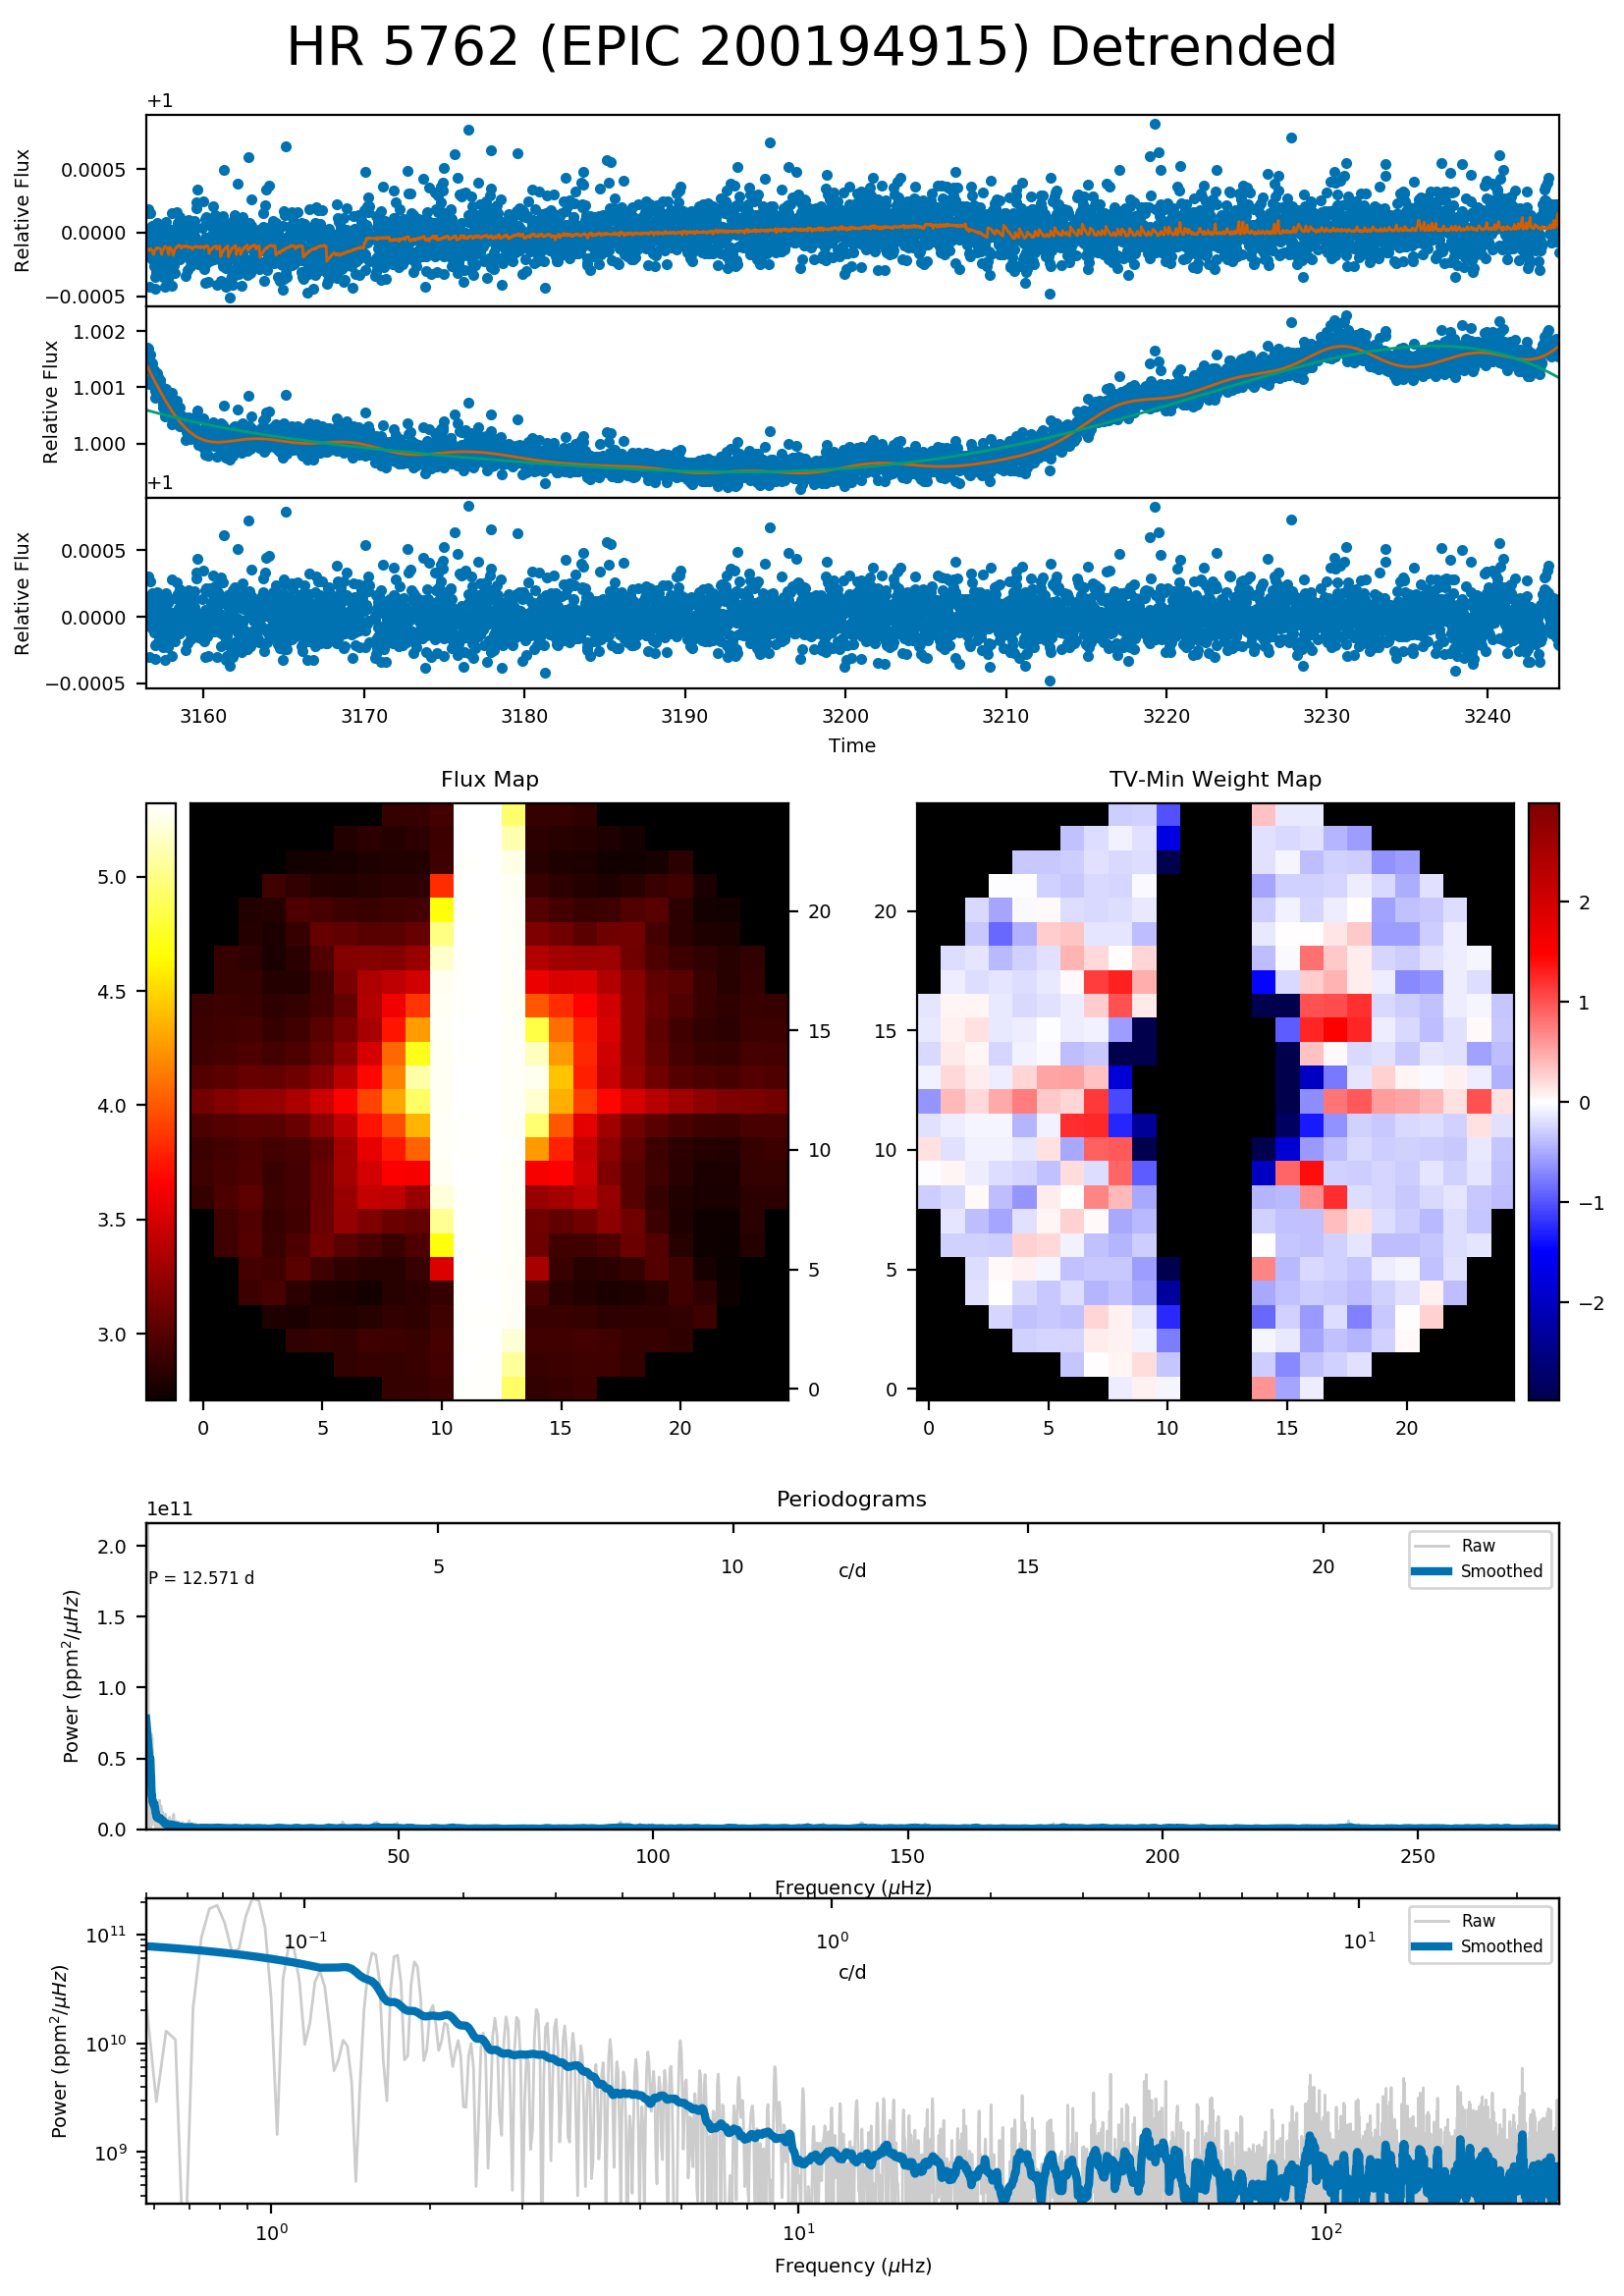 HR 5762 (EPIC 200194915) Detrended
+1
Relative Flux
0.0005
0.0000
−0.0005
Relative Flux
1.002
1.001
1.000
+1
Relative Flux
0.0005
0.0000
−0.0005
3160 3170 3180 3190 3200 3210 3220 3230 3240
Time
Flux Map
5.0
4.5
4.0
3.5
3.0
20
15
10
5
0
0 5 10 15 20
TV-Min Weight Map
20
15
10
5
0
0 5 10 15 20
2
1
0
−1
−2
Periodograms
1e11
2.0
1.5
1.0
0.5
0.0
Power (ppm²/μHz)
P = 12.571 d
5 10 15 20
c/d
Raw
Smoothed
50 100 150 200 250
Frequency (μHz)
10¹¹
10¹⁰
10⁹
Power (ppm²/μHz)
10⁻¹ 10⁰ 10¹
c/d
Raw
Smoothed
10⁰ 10¹ 10²
Frequency (μHz)